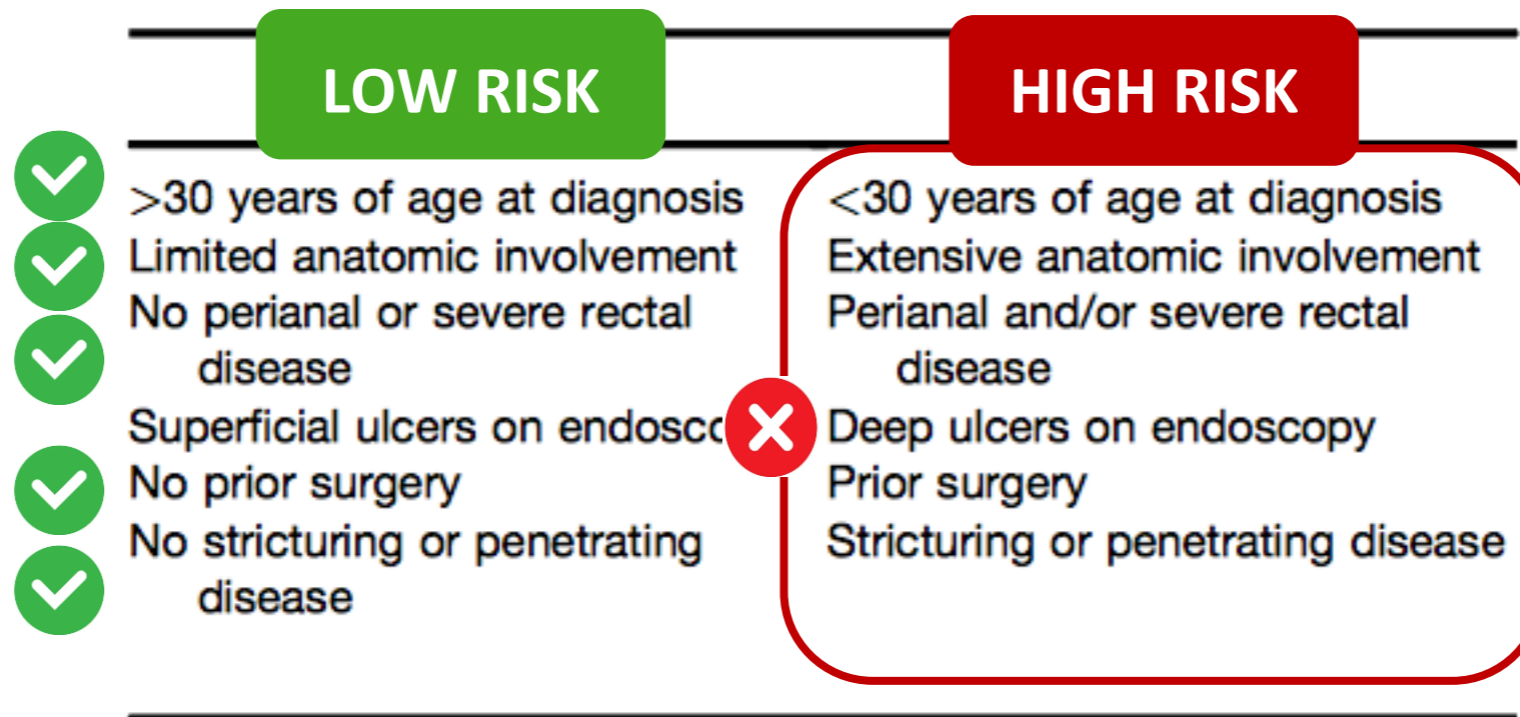 LOW RISK
HIGH RISK
>30 years of age at diagnosis
Limited anatomic involvement
No perianal or severe rectal
disease
Superficial ulcers on
No prior surgery
No stricturing or penetrating
disease
<30 years of age at diagnosis
Extensive anatomic involvement
Perianal and/or severe rectal
disease
Deep ulcers on endoscopy
Prior surgery
Stricturing or penetrating disease